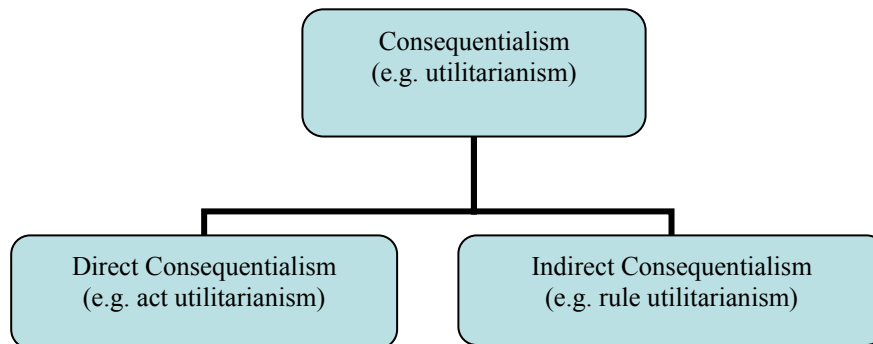 Consequentialism
(e.g. utilitarianism)
Direct Consequentialism
(e.g. act utilitarianism)
Indirect Consequentialism
(e.g. rule utilitarianism)